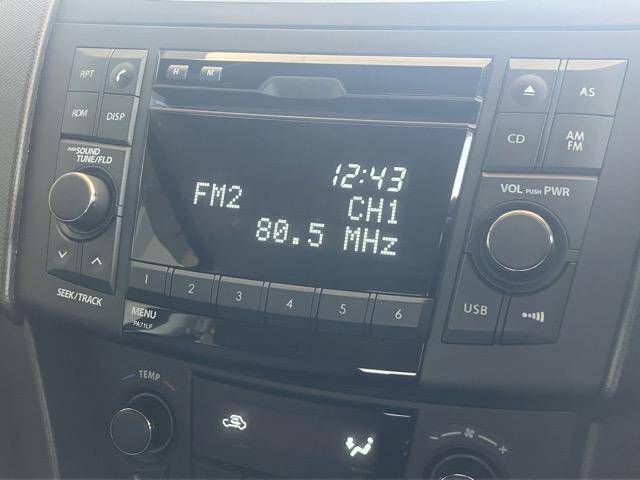 RPT
RDM
DISP
PUSH SOUND
TUNE/FLD
SEEK/TRACK
H M
12:43
FM2 CH1
80.5 MHz
1 2 3 4 5 6
MENU
PA71LF
AS
CD
AM
FM
VOL PUSH PWR
USB
TEMP
- +